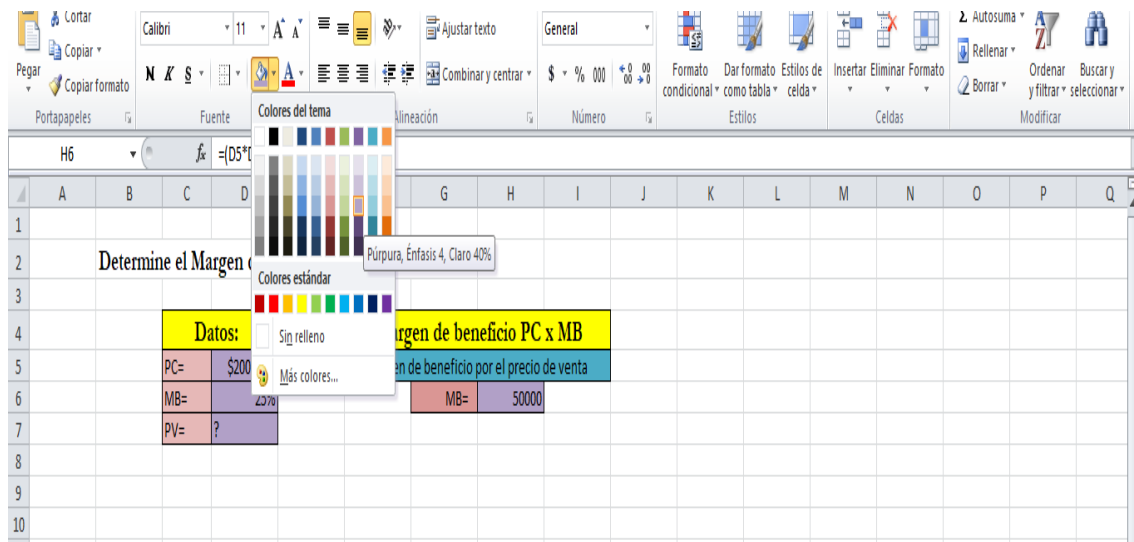 Cortar
Copiar
Pegar
Copiar formato
Portapapeles
Calibri
11
N K S
Fuente
Ajustar texto
Combinar y centrar
Alineación
General
$ % 000
Número
Formato condicional
Dar formato como tabla
Estilos de celda
Estilos
Insertar Eliminar Formato
Celdas
Σ Autosuma
Rellenar
Borrar
Ordenar y filtrar
Buscar y seleccionar
Modificar
Colores del tema
Púrpura, Énfasis 4, Claro 40%
Colores estándar
Sin relleno
Más colores...
H6 fx =(D5*
A B C D G H I J K L M N O P Q
1
2 Determine el Margen
3
4 Datos: de beneficio PC x MB
5 PC= $200 de beneficio por el precio de venta
6 MB= 25% MB= 50000
7 PV= ?
8
9
10